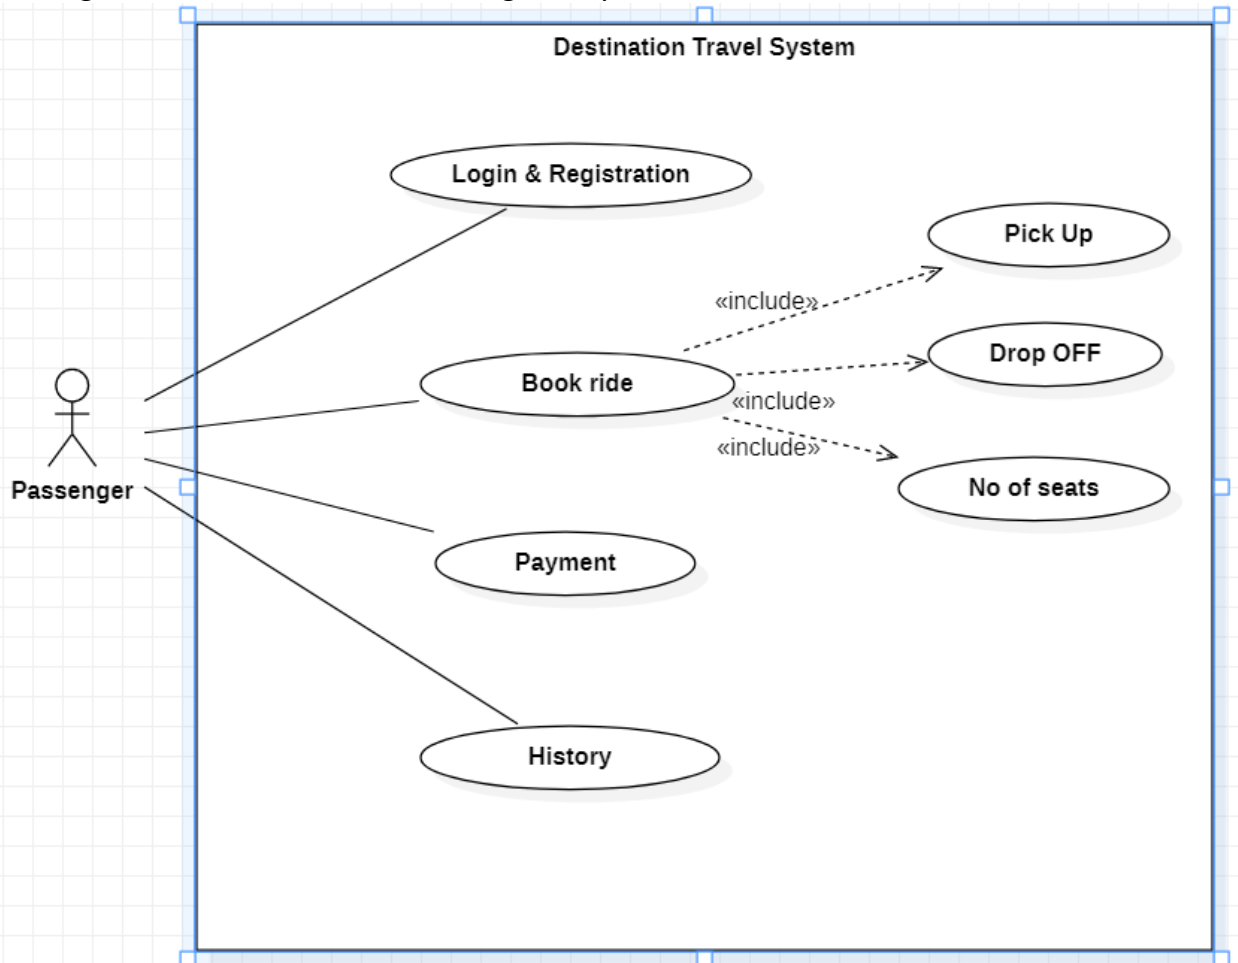 Destination Travel System
Login & Registration
Pick Up
«include»
Drop OFF
Book ride
«include»
«include»
No of seats
Passenger
Payment
History